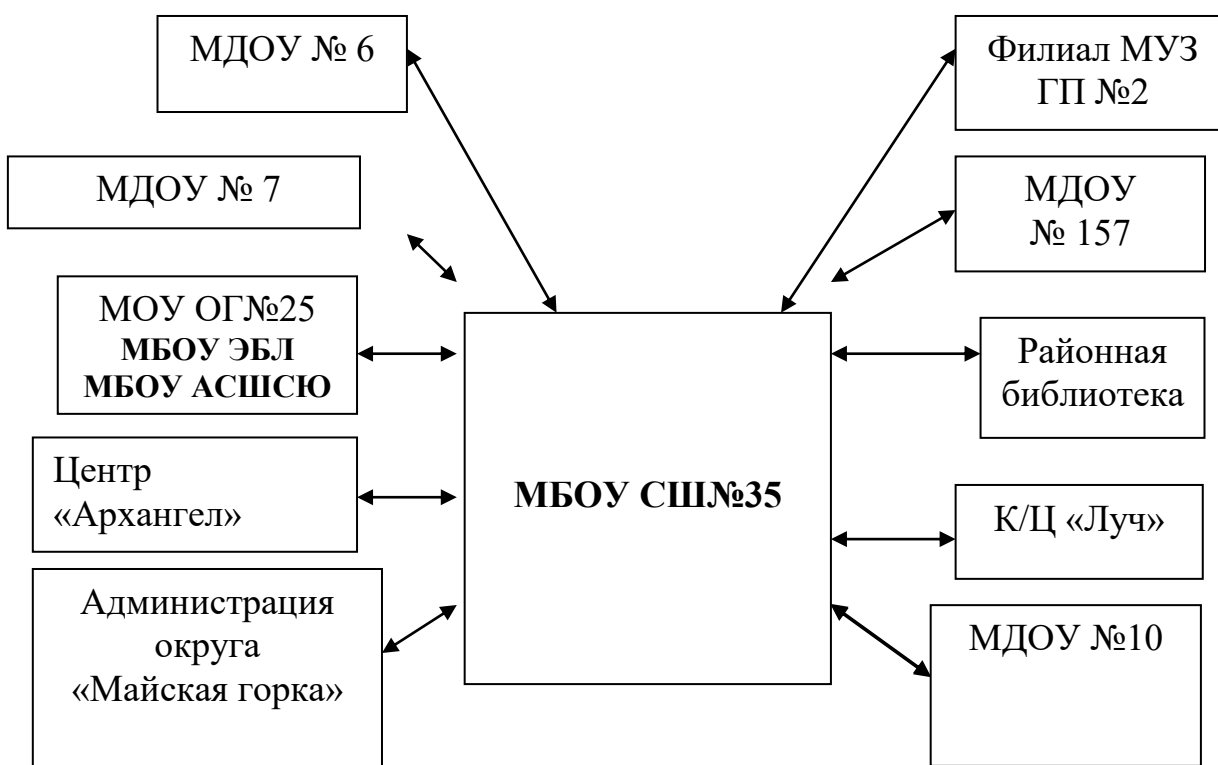 МДОУ № 6
Филиал МУЗ
ГП №2
МДОУ № 7
МДОУ
№ 157
МОУ ОГ№25
МБОУ ЭБЛ
МБОУ АСШСЮ
Районная
библиотека
Центр
«Архангел»
МБОУ СШ№35
К/Ц «Луч»
Администрация
округа
«Майская горка»
МДОУ №10